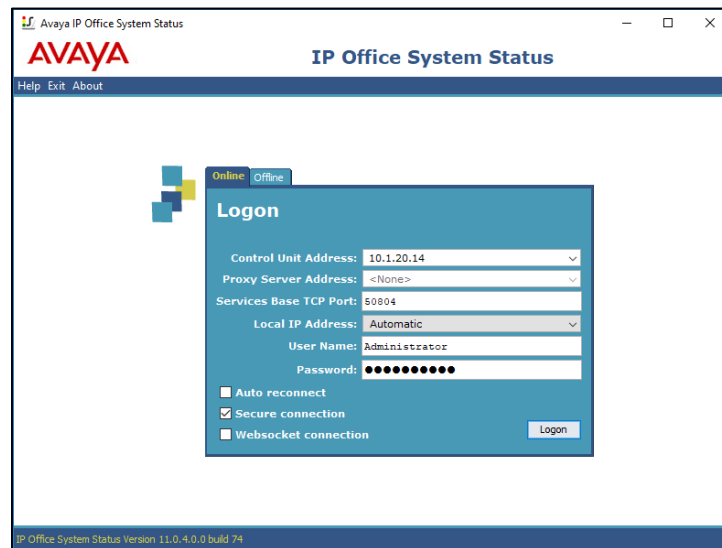 Avaya IP Office System Status
AVAYA
IP Office System Status
Help Exit About
Online Offline
Logon
Control Unit Address: 10.1.20.14
Proxy Server Address: <None>
Services Base TCP Port: 50804
Local IP Address: Automatic
User Name: Administrator
Password: ●●●●●●●●●●
Auto reconnect
Secure connection
Websocket connection
Logon
IP Office System Status Version 11.0.4.0.0 build 74